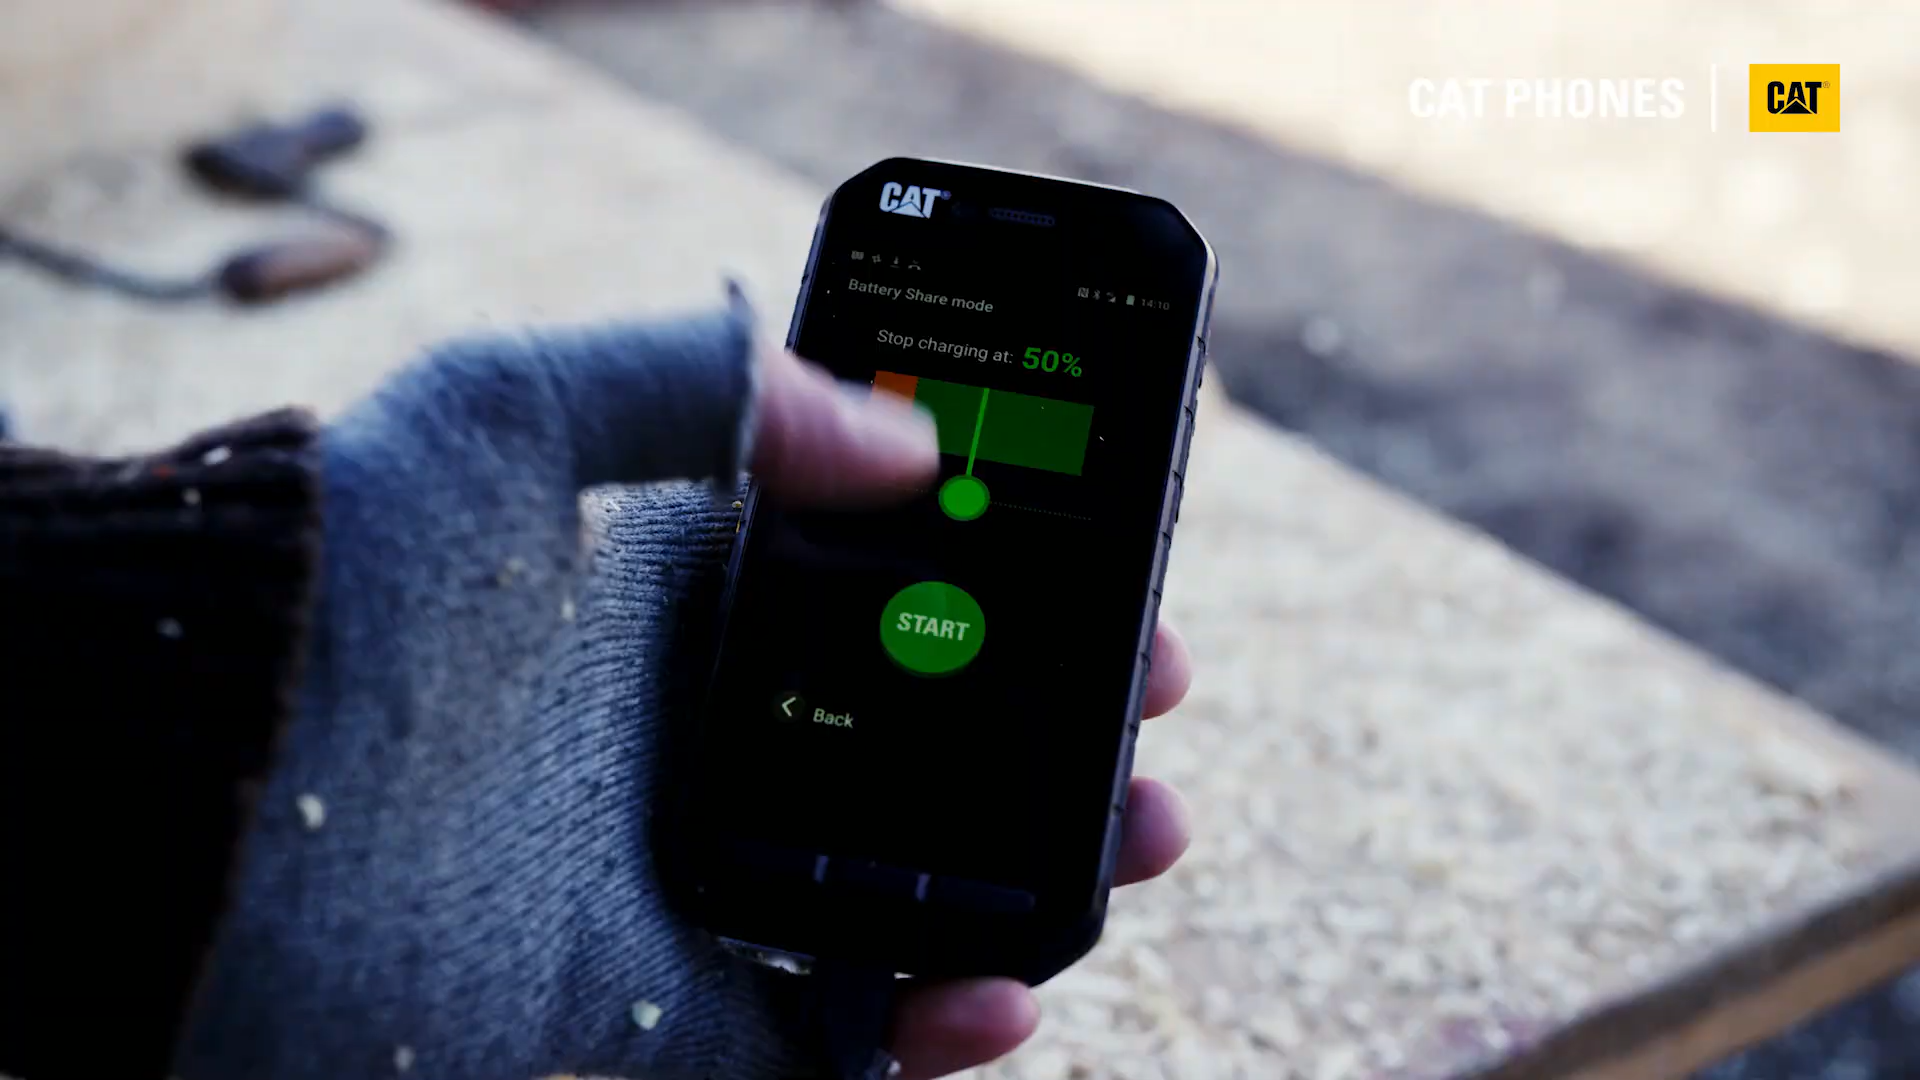 CAT PHONES
CAT
CAT
14:10
Battery Share mode
Stop charging at: 50%
START
Back